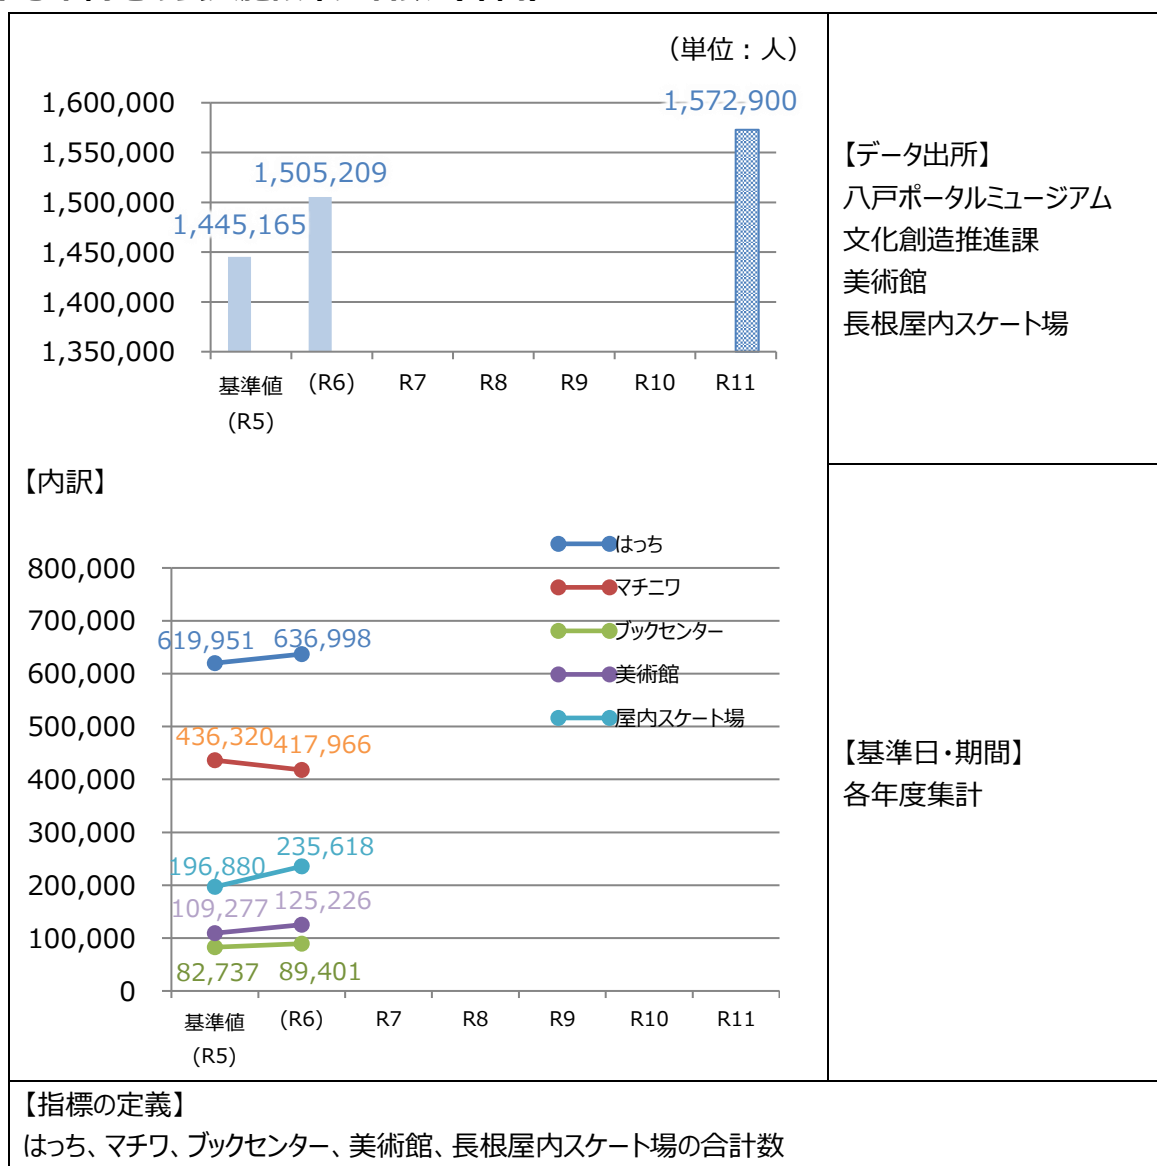 (単位：人)
1,600,000
1,550,000
1,500,000
1,450,000
1,400,000
1,350,000
1,445,165
1,505,209
1,572,900
基準値 (R6) R7 R8 R9 R10 R11
(R5)
【データ出所】
八戸ポータルミュージアム
文化創造推進課
美術館
長根屋内スケート場
【内訳】
はっち
マチニワ
ブックセンター
美術館
屋内スケート場
800,000
700,000
600,000
500,000
400,000
300,000
200,000
100,000
0
619,951 636,998
436,320 417,966
196,880 235,618
109,277 125,226
82,737 89,401
基準値 (R6) R7 R8 R9 R10 R11
(R5)
【基準日・期間】
各年度集計
【指標の定義】
はっち、マチワ、ブックセンター、美術館、長根屋内スケート場の合計数